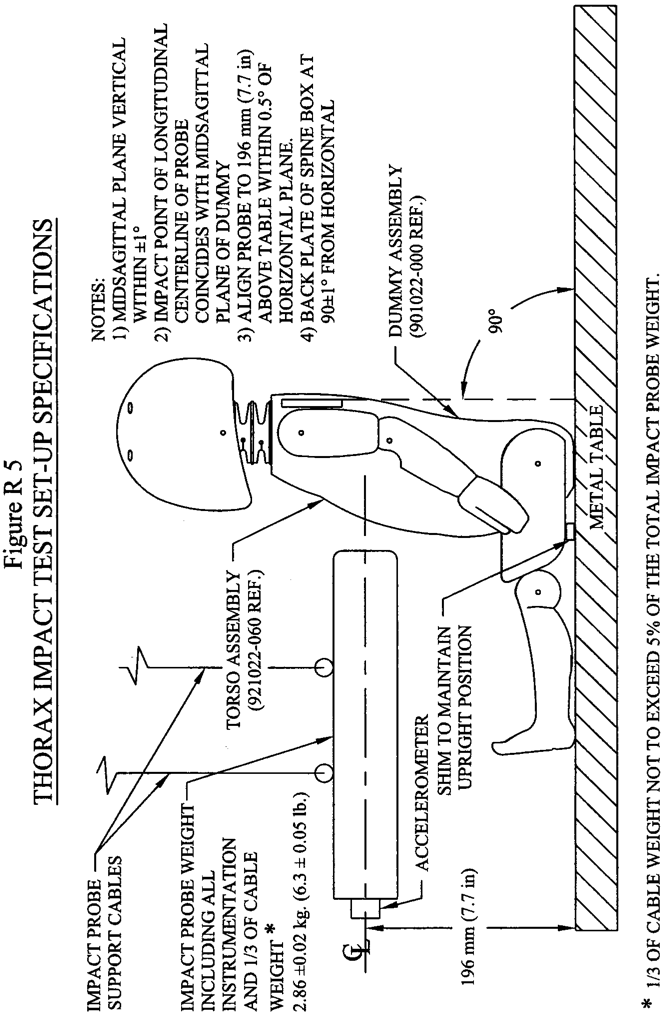 Figure R 5
THORAX IMPACT TEST SET-UP SPECIFICATIONS
IMPACT PROBE
SUPPORT CABLES
IMPACT PROBE WEIGHT
INCLUDING ALL
INSTRUMENTATION
AND 1/3 OF CABLE
WEIGHT *
2.86 ±0.02 kg. (6.3 ± 0.05 lb.)
TORSO ASSEMBLY
(921022-060 REF.)
NOTES:
1) MIDSAGITTAL PLANE VERTICAL
WITHIN ±1°
2) IMPACT POINT OF LONGITUDINAL
CENTERLINE OF PROBE
COINCIDES WITH MIDSAGITTAL
PLANE OF DUMMY
3) ALIGN PROBE TO 196 mm (7.7 in)
ABOVE TABLE WITHIN 0.5° OF
HORIZONTAL PLANE.
4) BACK PLATE OF SPINE BOX AT
90±1° FROM HORIZONTAL
DUMMY ASSEMBLY
(901022-000 REF.)
90°
CL
ACCELEROMETER
SHIM TO MAINTAIN
UPRIGHT POSITION
196 mm (7.7 in)
METAL TABLE
* 1/3 OF CABLE WEIGHT NOT TO EXCEED 5% OF THE TOTAL IMPACT PROBE WEIGHT.